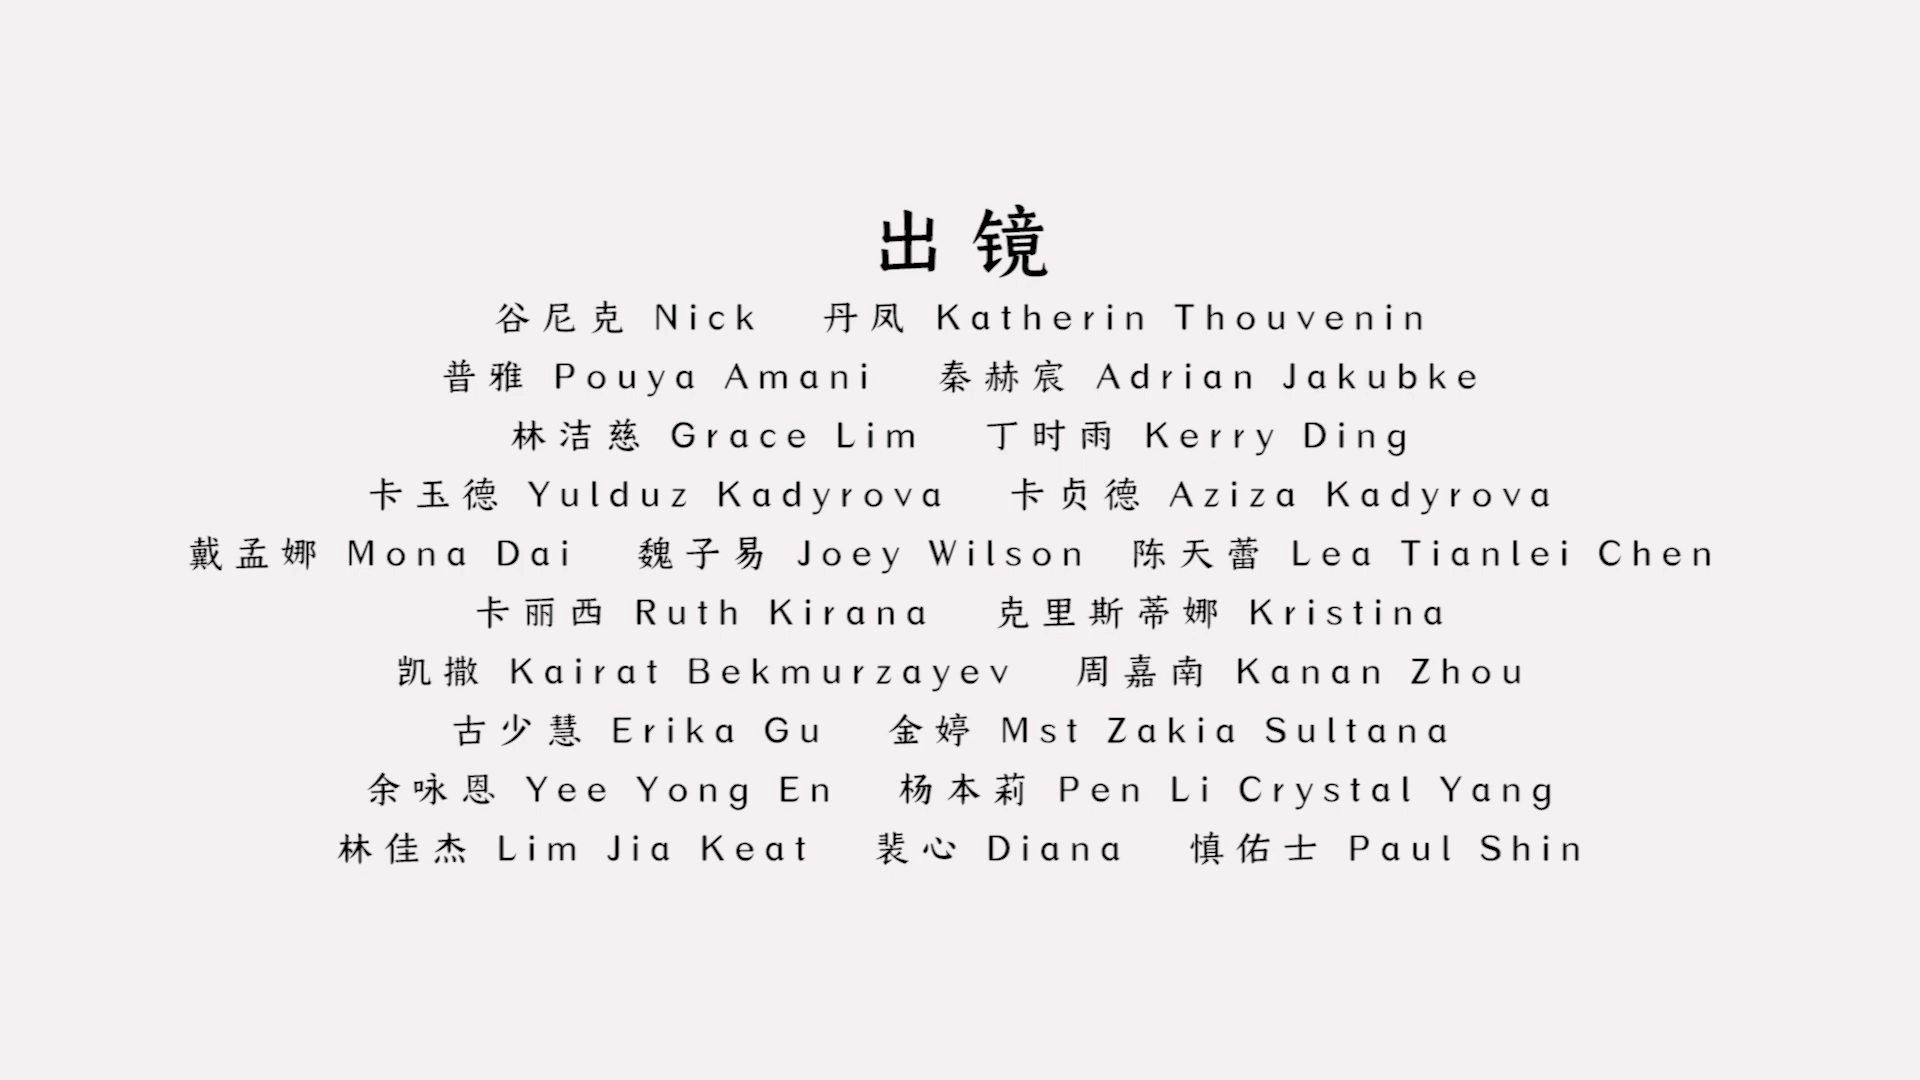 出镜
谷尼克 Nick 丹凤 Katherin Thouvenin
普雅 Pouya Amani 秦赫宸 Adrian Jakubke
林洁慈 Grace Lim 丁时雨 Kerry Ding
卡玉德 Yulduz Kadyrova 卡贞德 Aziza Kadyrova
戴孟娜 Mona Dai 魏子易 Joey Wilson 陈天蕾 Lea Tianlei Chen
卡丽西 Ruth Kirana 克里斯蒂娜 Kristina
凯撒 Kairat Bekmurzayev 周嘉南 Kanan Zhou
古少慧 Erika Gu 金婷 Mst Zakia Sultana
余咏恩 Yee Yong En 杨本莉 Pen Li Crystal Yang
林佳杰 Lim Jia Keat 裴心 Diana 慎佑士 Paul Shin